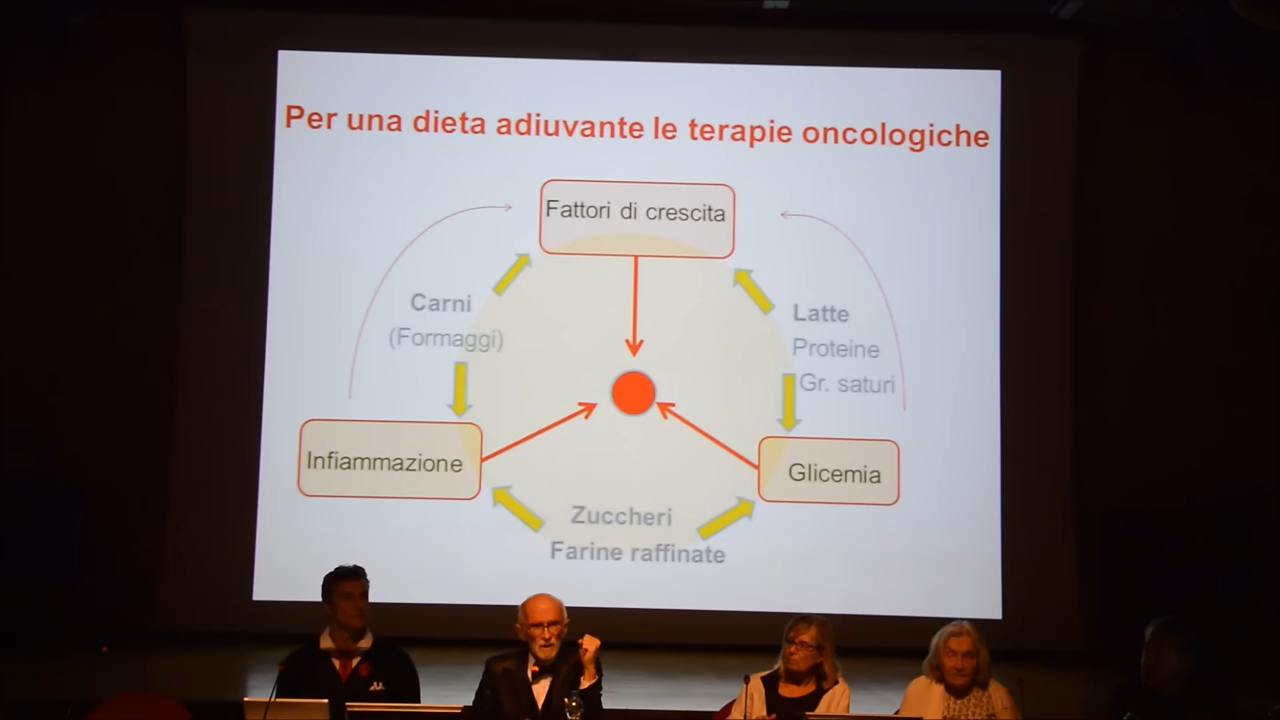 Per una dieta adiuvante le terapie oncologiche
Fattori di crescita
Carni
(Formaggi)
Latte
Proteine
Gr. saturi
Infiammazione
Glicemia
Zuccheri
Farine raffinate